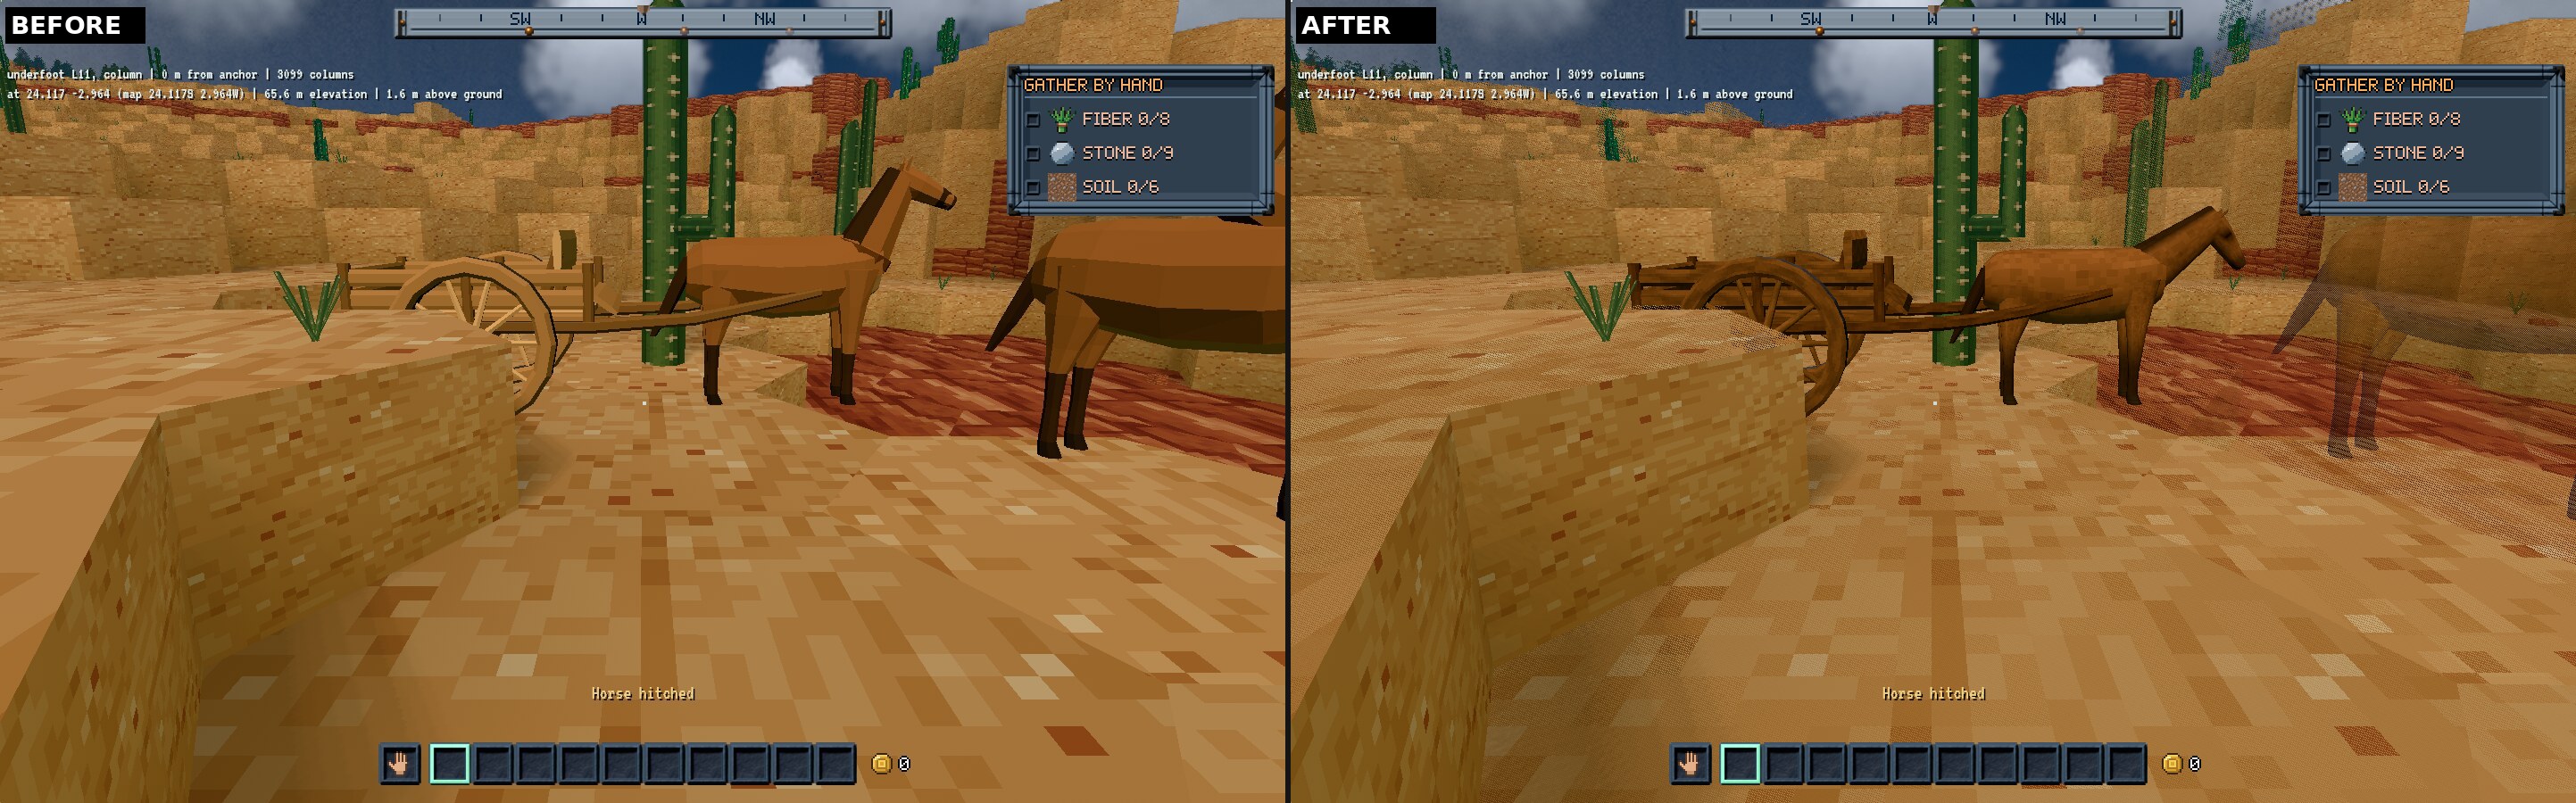 BEFORE
SW W NW
underfoot L11, column | 0 m from anchor | 3099 columns
at 24.117 -2.964 (map 24.117S 2.964W) | 65.6 m elevation | 1.6 m above ground
GATHER BY HAND
FIBER 0/8
STONE 0/9
SOIL 0/6
Horse hitched
0
AFTER
SW W NW
underfoot L11, column | 0 m from anchor | 3099 columns
at 24.117 -2.964 (map 24.117S 2.964W) | 65.6 m elevation | 1.6 m above ground
GATHER BY HAND
FIBER 0/8
STONE 0/9
SOIL 0/6
Horse hitched
0